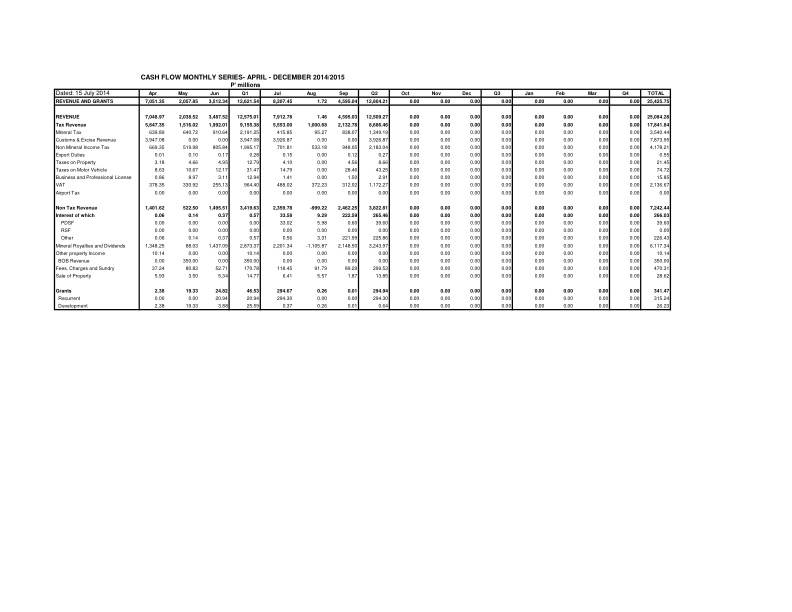 CASH FLOW MONTHLY SERIES- APRIL - DECEMBER 2014/2015
P' millions
Dated: 15 July 2014 Apr May Jun Q1 Jul Aug Sep Q2 Oct Nov Dec Q3 Jan Feb Mar Q4 TOTAL
REVENUE AND GRANTS 7,051.35 2,057.85 3,512.34 12,621.54 8,207.45 1.72 4,595.04 12,804.21 0.00 0.00 0.00 0.00 0.00 0.00 0.00 0.00 25,425.75
REVENUE 7,048.97 2,038.52 3,487.52 12,575.01 7,912.78 1.46 4,595.03 12,509.27 0.00 0.00 0.00 0.00 0.00 0.00 0.00 0.00 25,084.28
Tax Revenue 5,647.35 1,516.02 1,992.01 9,155.38 5,553.00 1,000.68 2,132.78 8,686.46 0.00 0.00 0.00 0.00 0.00 0.00 0.00 0.00 17,841.84
Mineral Tax 639.89 640.72 910.64 2,191.25 415.85 95.27 838.07 1,349.19 0.00 0.00 0.00 0.00 0.00 0.00 0.00 0.00 3,540.44
Customs & Excise Revenue 3,947.08 0.00 0.00 3,947.08 3,926.87 0.00 0.00 3,926.87 0.00 0.00 0.00 0.00 0.00 0.00 0.00 0.00 7,873.95
Non Mineral Income Tax 669.35 519.98 805.84 1,995.17 701.81 533.18 948.05 2,183.04 0.00 0.00 0.00 0.00 0.00 0.00 0.00 0.00 4,178.21
Export Duties 0.01 0.10 0.17 0.28 0.15 0.00 0.12 0.27 0.00 0.00 0.00 0.00 0.00 0.00 0.00 0.00 0.55
Taxes on Property 3.18 4.66 4.95 12.79 4.10 0.00 4.56 8.66 0.00 0.00 0.00 0.00 0.00 0.00 0.00 0.00 21.45
Taxes on Motor Vehicle 8.63 10.67 12.17 31.47 14.79 0.00 28.46 43.25 0.00 0.00 0.00 0.00 0.00 0.00 0.00 0.00 74.72
Business and Professional License 0.86 8.97 3.11 12.94 1.41 0.00 1.50 2.91 0.00 0.00 0.00 0.00 0.00 0.00 0.00 0.00 15.85
VAT 378.35 330.92 255.13 964.40 488.02 372.23 312.02 1,172.27 0.00 0.00 0.00 0.00 0.00 0.00 0.00 0.00 2,136.67
Airport Tax 0.00 0.00 0.00 0.00 0.00 0.00 0.00 0.00 0.00 0.00 0.00 0.00 0.00 0.00 0.00 0.00 0.00
Non Tax Revenue 1,401.62 522.50 1,495.51 3,419.63 2,359.78 -999.22 2,462.25 3,822.81 0.00 0.00 0.00 0.00 0.00 0.00 0.00 0.00 7,242.44
Interest of which 0.06 0.14 0.37 0.57 33.58 9.29 222.59 265.46 0.00 0.00 0.00 0.00 0.00 0.00 0.00 0.00 266.03
PDSF 0.00 0.00 0.00 0.00 33.02 5.98 0.60 39.60 0.00 0.00 0.00 0.00 0.00 0.00 0.00 0.00 39.60
RSF 0.00 0.00 0.00 0.00 0.00 0.00 0.00 0.00 0.00 0.00 0.00 0.00 0.00 0.00 0.00 0.00 0.00
Other 0.06 0.14 0.37 0.57 0.56 3.31 221.99 225.86 0.00 0.00 0.00 0.00 0.00 0.00 0.00 0.00 226.43
Mineral Royalties and Dividends 1,348.25 88.03 1,437.09 2,873.37 2,201.34 -1,105.87 2,148.50 3,243.97 0.00 0.00 0.00 0.00 0.00 0.00 0.00 0.00 6,117.34
Other property Income 10.14 0.00 0.00 10.14 0.00 0.00 0.00 0.00 0.00 0.00 0.00 0.00 0.00 0.00 0.00 0.00 10.14
BOB Revenue 0.00 350.00 0.00 350.00 0.00 0.00 0.00 0.00 0.00 0.00 0.00 0.00 0.00 0.00 0.00 0.00 350.00
Fees, Charges and Sundry 37.24 80.83 52.71 170.78 118.45 91.79 89.29 299.53 0.00 0.00 0.00 0.00 0.00 0.00 0.00 0.00 470.31
Sale of Property 5.93 3.50 5.34 14.77 6.41 5.57 1.87 13.85 0.00 0.00 0.00 0.00 0.00 0.00 0.00 0.00 28.62
Grants 2.38 19.33 24.82 46.53 294.67 0.26 0.01 294.94 0.00 0.00 0.00 0.00 0.00 0.00 0.00 0.00 341.47
Recurrent 0.00 0.00 20.94 20.94 294.30 0.00 0.00 294.30 0.00 0.00 0.00 0.00 0.00 0.00 0.00 0.00 315.24
Development 2.38 19.33 3.88 25.59 0.37 0.26 0.01 0.64 0.00 0.00 0.00 0.00 0.00 0.00 0.00 0.00 26.23